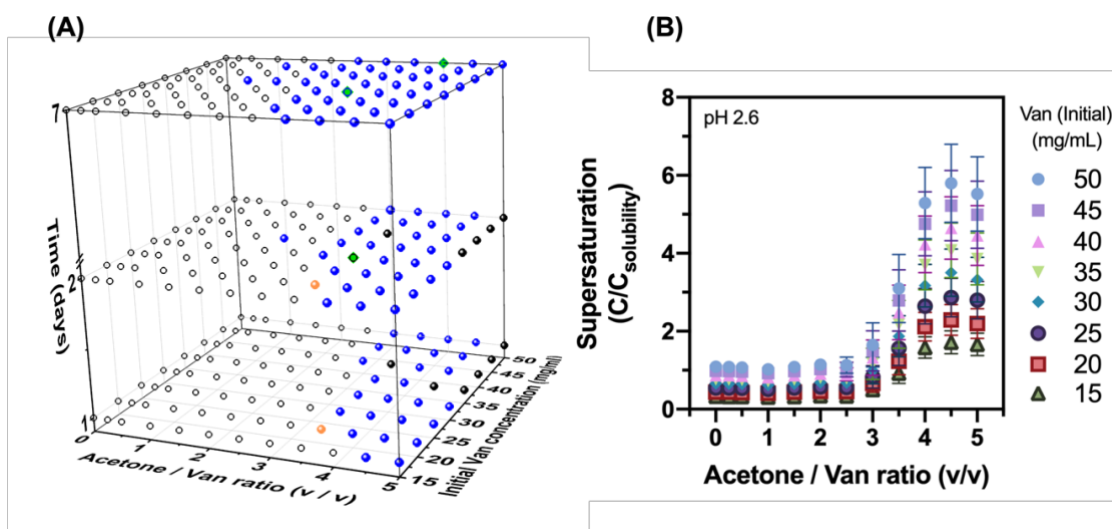 (A)
7
2
1
Time (days)
0
1
2
3
4
5
Acetone / Van ratio (v / v)
15
20
25
30
35
40
45
50
Initial Van concentration (mg/ml)
(B)
pH 2.6
8
6
4
2
0
Supersaturation
(C/Csolubility)
0 1 2 3 4 5
Acetone / Van ratio (v/v)
Van (Initial)
(mg/mL)
50
45
40
35
30
25
20
15